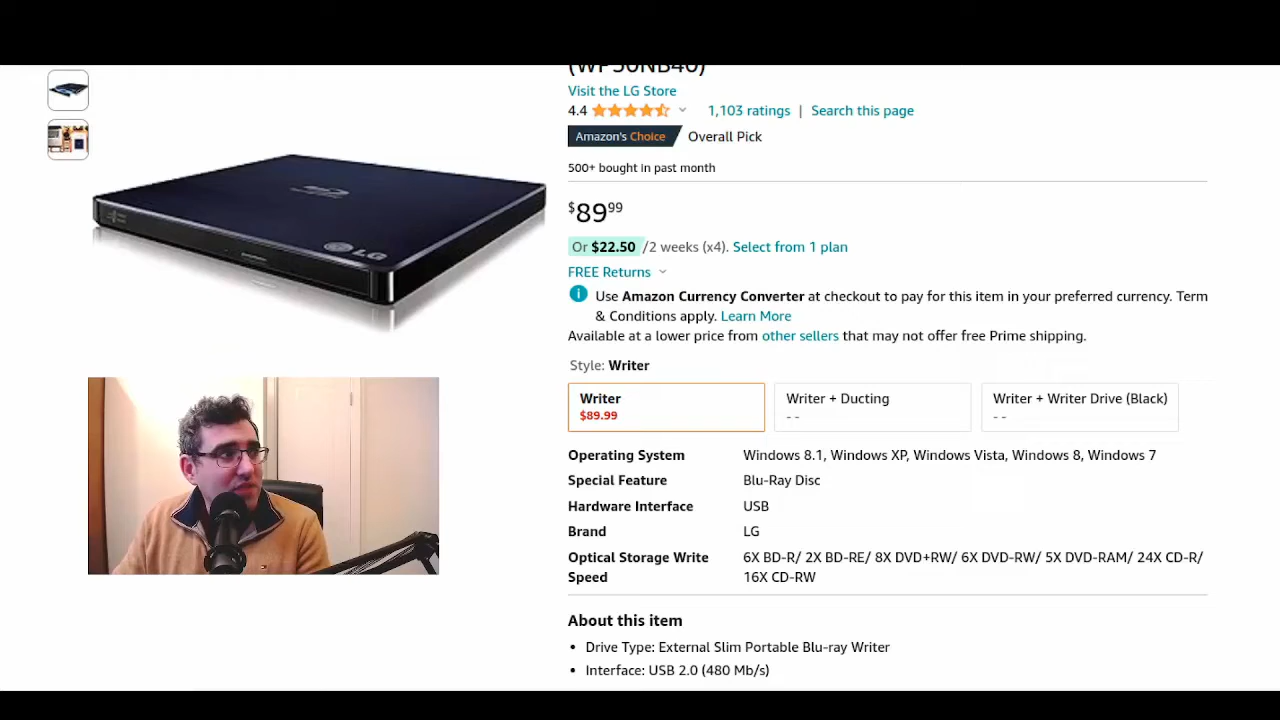 (WP50NB40)
Visit the LG Store
4.4 1,103 ratings | Search this page
Amazon's Choice Overall Pick
500+ bought in past month
$89.99
Or $22.50 /2 weeks (x4). Select from 1 plan
FREE Returns
Use Amazon Currency Converter at checkout to pay for this item in your preferred currency. Term
& Conditions apply. Learn More
Available at a lower price from other sellers that may not offer free Prime shipping.
Style: Writer
Writer Writer + Ducting Writer + Writer Drive (Black)
$89.99 - - - -
Operating System Windows 8.1, Windows XP, Windows Vista, Windows 8, Windows 7
Special Feature Blu-Ray Disc
Hardware Interface USB
Brand LG
Optical Storage Write 6X BD-R/ 2X BD-RE/ 8X DVD+RW/ 6X DVD-RW/ 5X DVD-RAM/ 24X CD-R/
Speed 16X CD-RW
About this item
• Drive Type: External Slim Portable Blu-ray Writer
• Interface: USB 2.0 (480 Mb/s)
LG